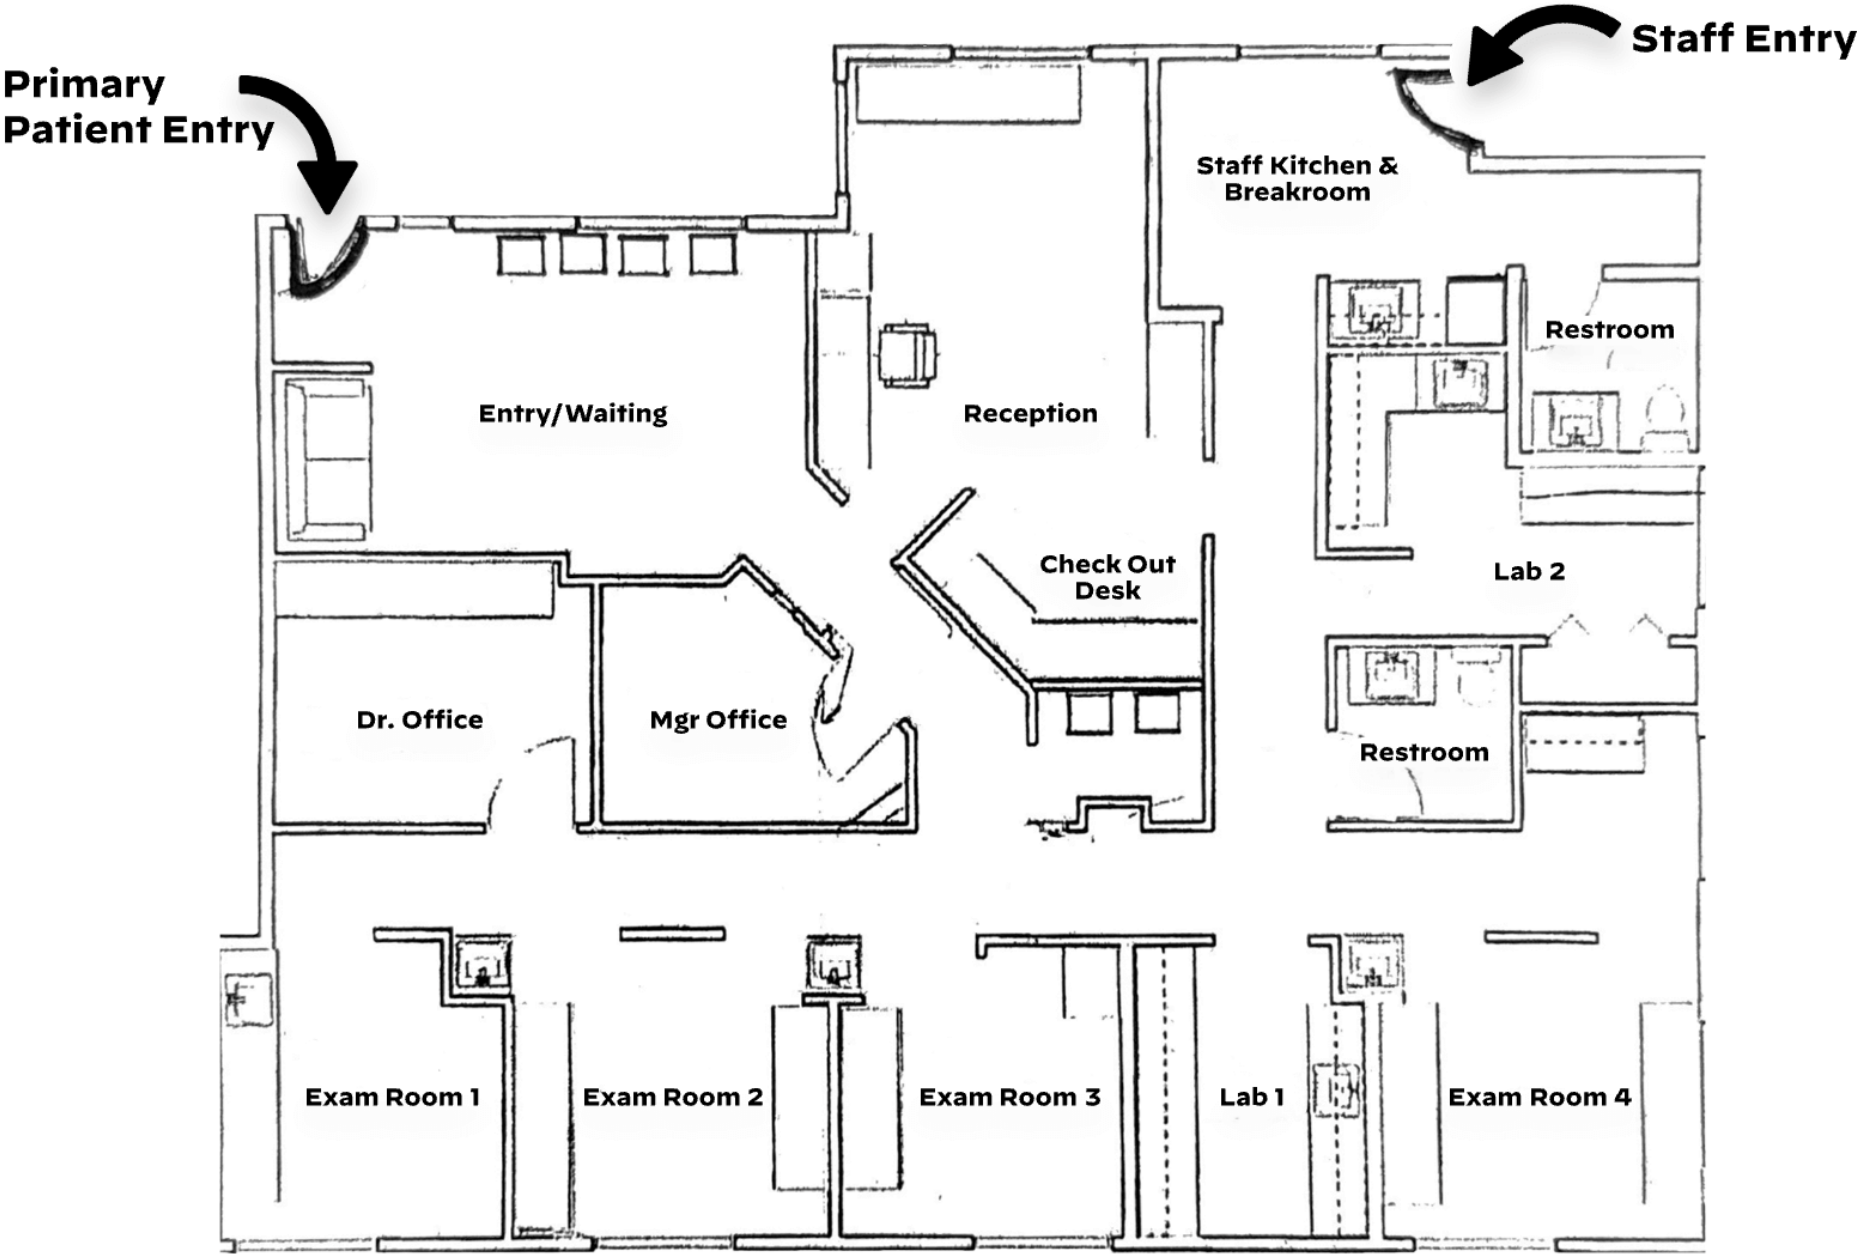 Staff Entry
Primary
Patient Entry
Staff Kitchen &
Breakroom
Restroom
Entry/Waiting
Reception
Check Out
Desk
Lab 2
Dr. Office
Mgr Office
Restroom
Exam Room 1
Exam Room 2
Exam Room 3
Lab 1
Exam Room 4